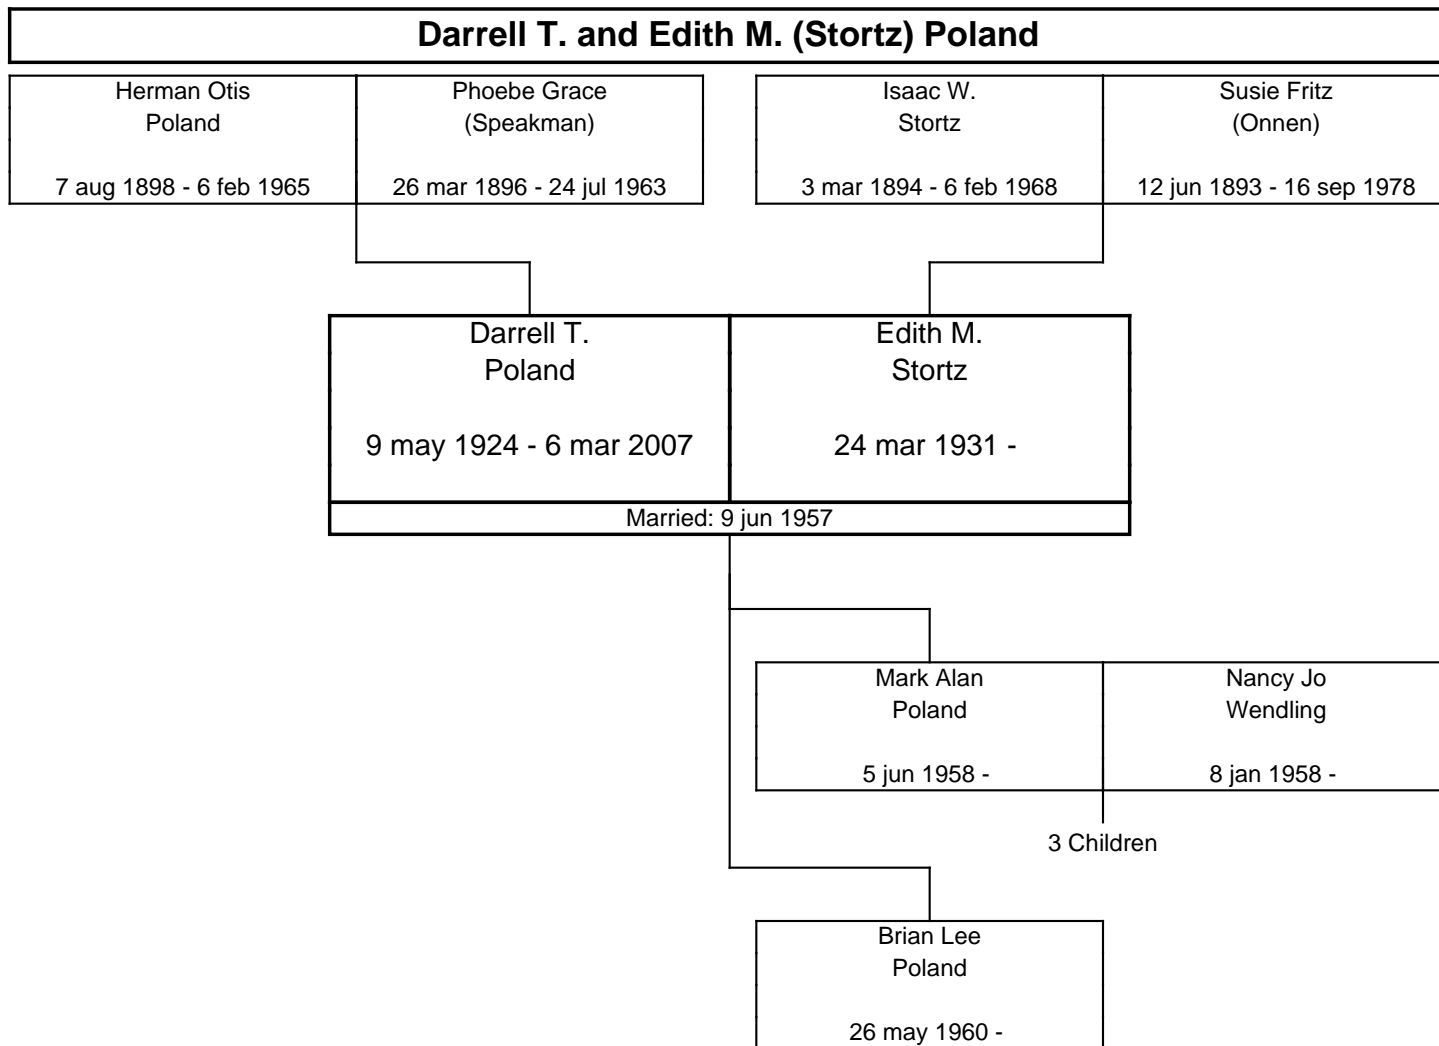 Darrell T. and Edith M. (Stortz) Poland
Herman Otis
Poland
7 aug 1898 - 6 feb 1965
Phoebe Grace
(Speakman)
26 mar 1896 - 24 jul 1963
Isaac W.
Stortz
3 mar 1894 - 6 feb 1968
Susie Fritz
(Onnen)
12 jun 1893 - 16 sep 1978
Darrell T.
Poland
9 may 1924 - 6 mar 2007
Edith M.
Stortz
24 mar 1931 -
Married: 9 jun 1957
Mark Alan
Poland
5 jun 1958 -
Nancy Jo
Wendling
8 jan 1958 -
3 Children
Brian Lee
Poland
26 may 1960 -